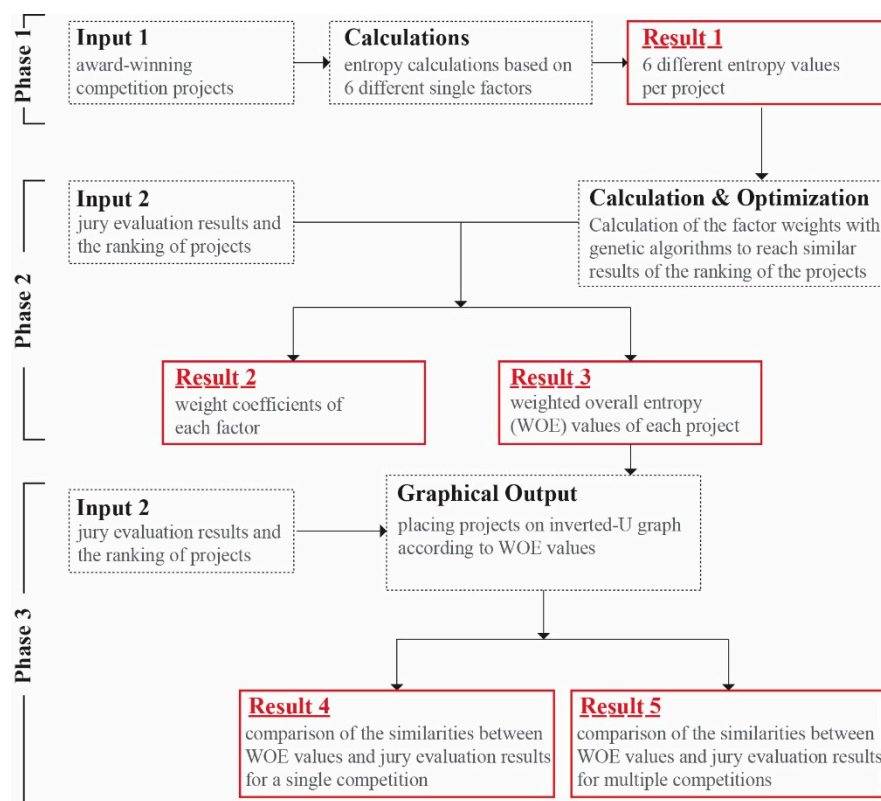 Phase 1
Input 1
award-winning
competition projects
Calculations
entropy calculations based on
6 different single factors
Result 1
6 different entropy values
per project
Phase 2
Input 2
jury evaluation results and
the ranking of projects
Calculation & Optimization
Calculation of the factor weights with
genetic algorithms to reach similar
results of the ranking of the projects
Result 2
weight coefficients of
each factor
Result 3
weighted overall entropy
(WOE) values of each project
Phase 3
Input 2
jury evaluation results and
the ranking of projects
Graphical Output
placing projects on inverted-U graph
according to WOE values
Result 4
comparison of the similarities between
WOE values and jury evaluation results
for a single competition
Result 5
comparison of the similarities between
WOE values and jury evaluation results
for multiple competitions